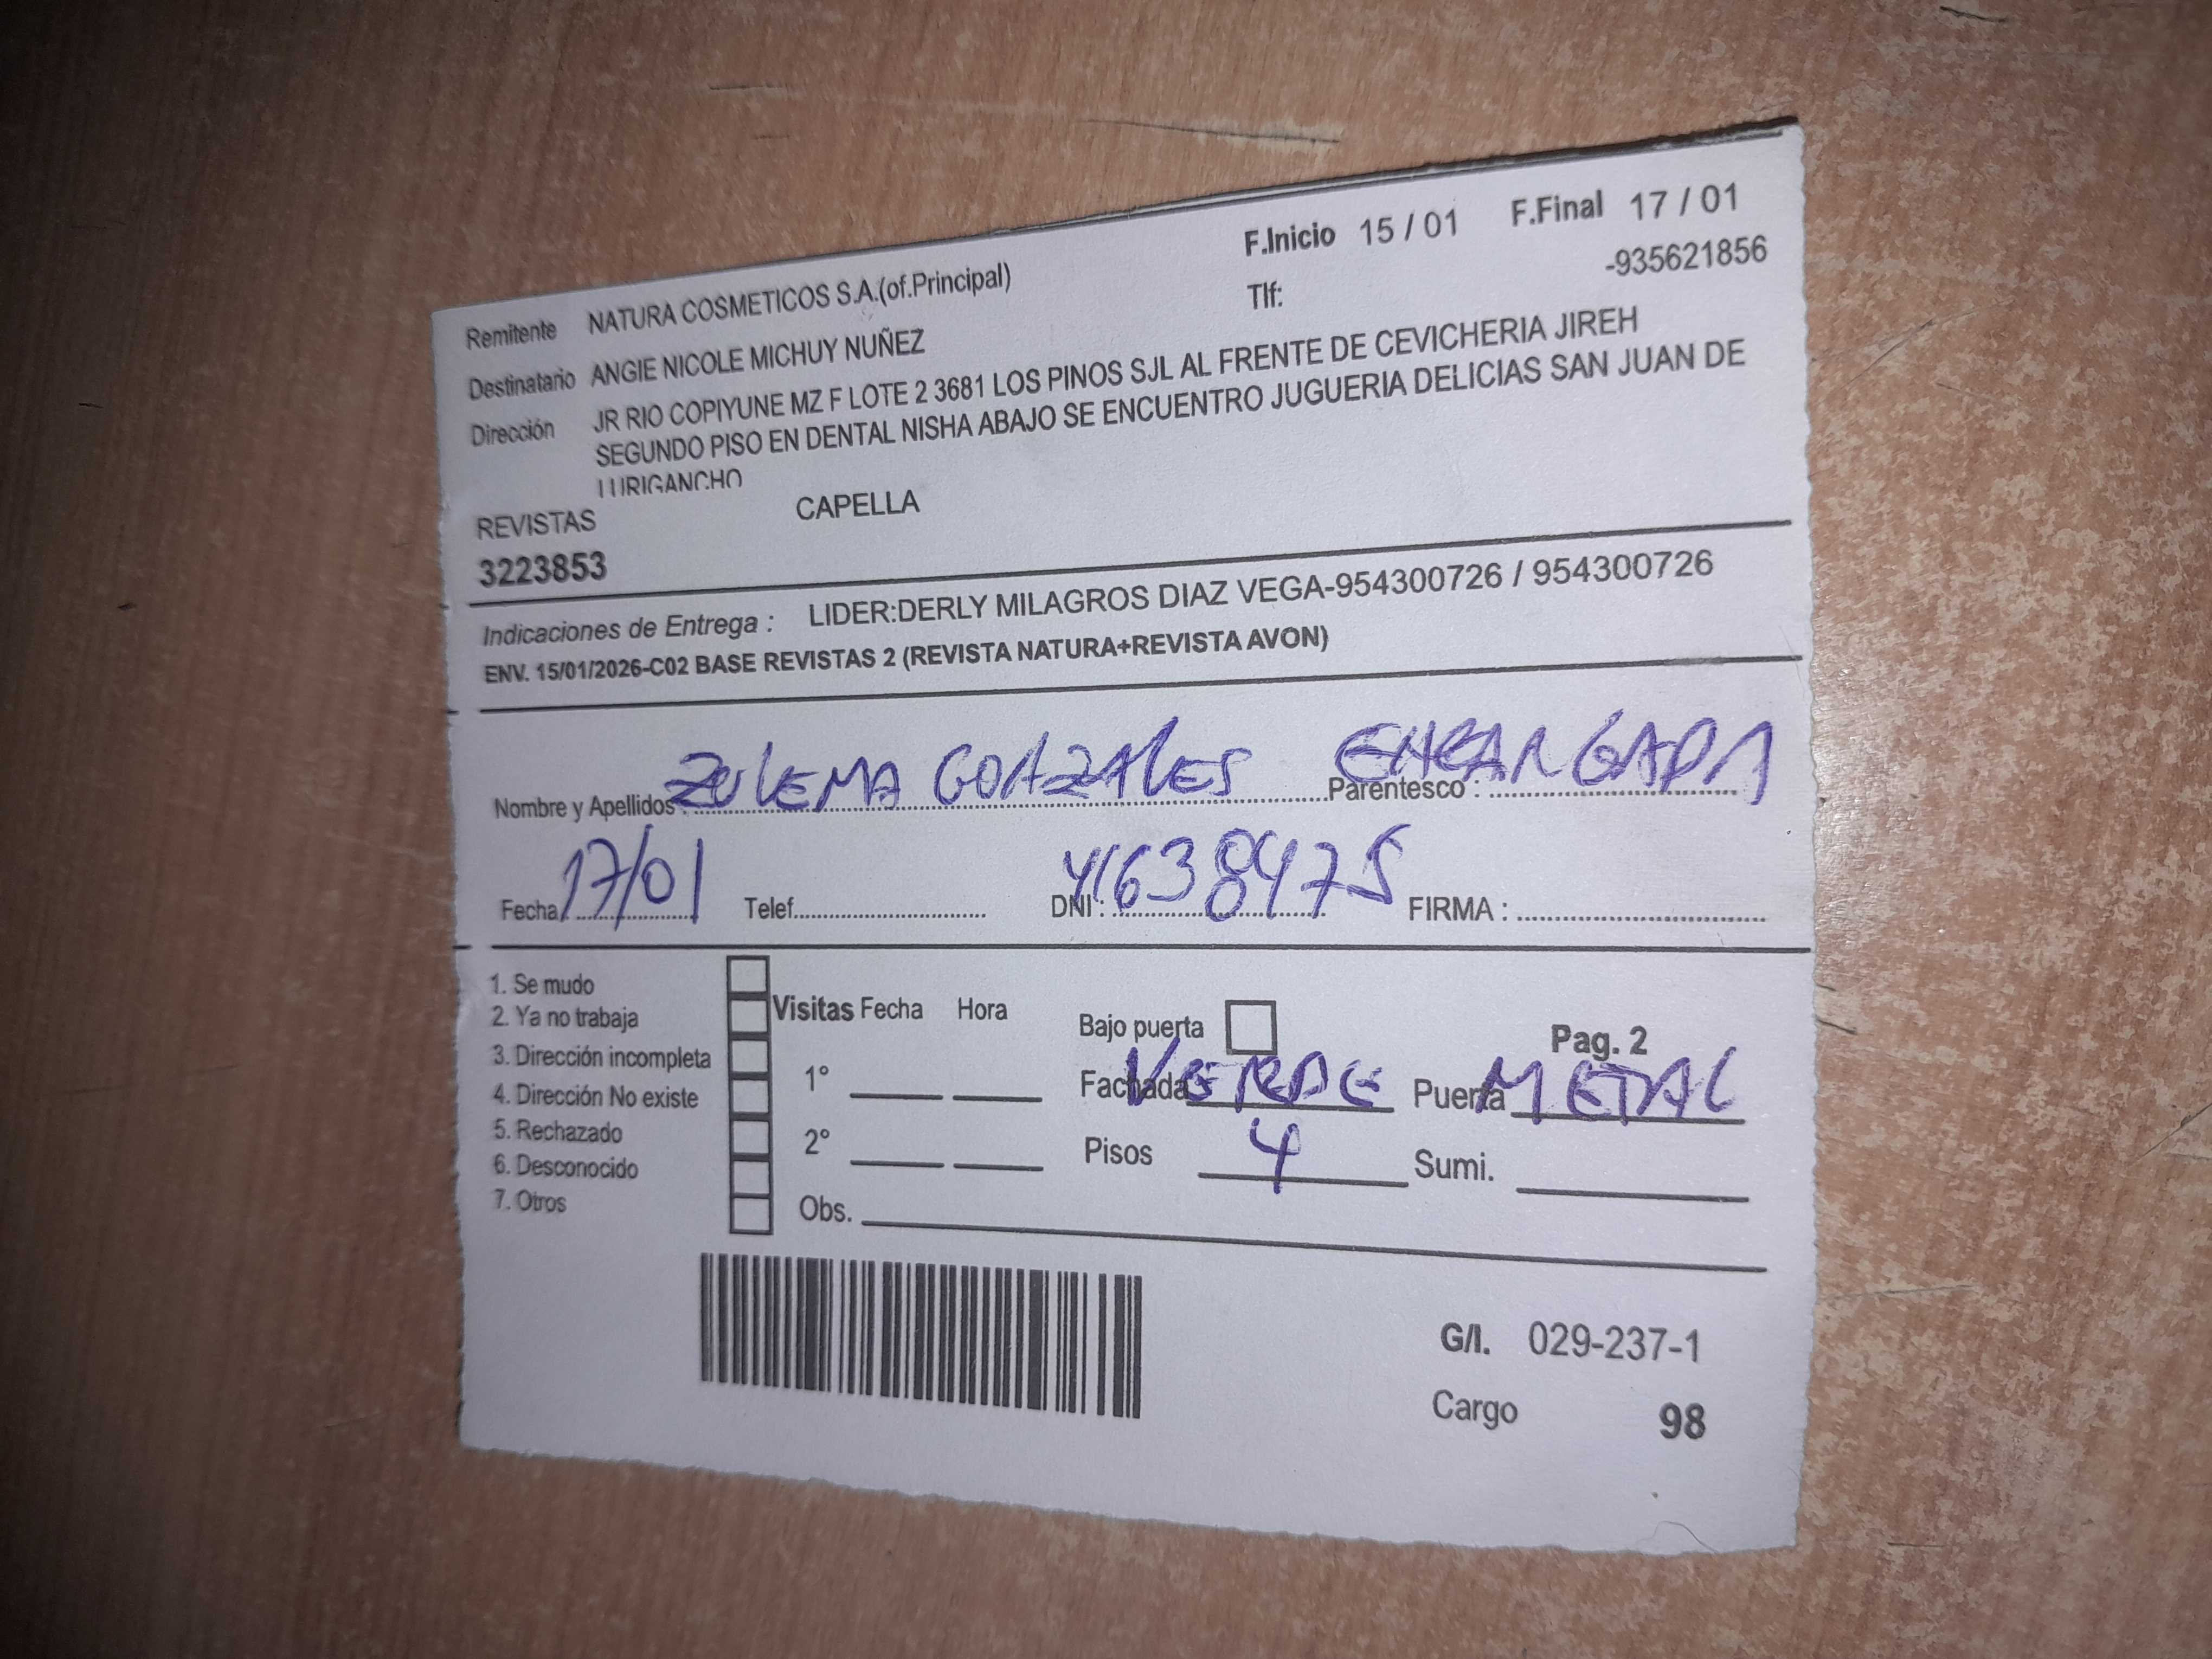 F.Inicio 15 / 01 F.Final 17 / 01
Remitente NATURA COSMETICOS S.A.(of.Principal) Tlf: -935621856
Destinatario ANGIE NICOLE MICHUY NUÑEZ
Dirección JR RIO COPIYUNE MZ F LOTE 2 3681 LOS PINOS SJL AL FRENTE DE CEVICHERIA JIREH
SEGUNDO PISO EN DENTAL NISHA ABAJO SE ENCUENTRO JUGUERIA DELICIAS SAN JUAN DE
LURIGANCHO
REVISTAS CAPELLA
3223853
Indicaciones de Entrega : LIDER:DERLY MILAGROS DIAZ VEGA-954300726 / 954300726
ENV. 15/01/2026-C02 BASE REVISTAS 2 (REVISTA NATURA+REVISTA AVON)
Nombre y Apellidos : ZULEMA GONZALES Parentesco : ENCARGADA
Fecha 17/01 Telef. DNI : 41638475 FIRMA :
1. Se mudo
2. Ya no trabaja Visitas Fecha Hora Bajo puerta Pag. 2
3. Dirección incompleta
4. Dirección No existe 1° Fachada VERDE Puerta METAL
5. Rechazado
6. Desconocido 2° Pisos 4 Sumi.
7. Otros Obs.
G/I. 029-237-1
Cargo 98